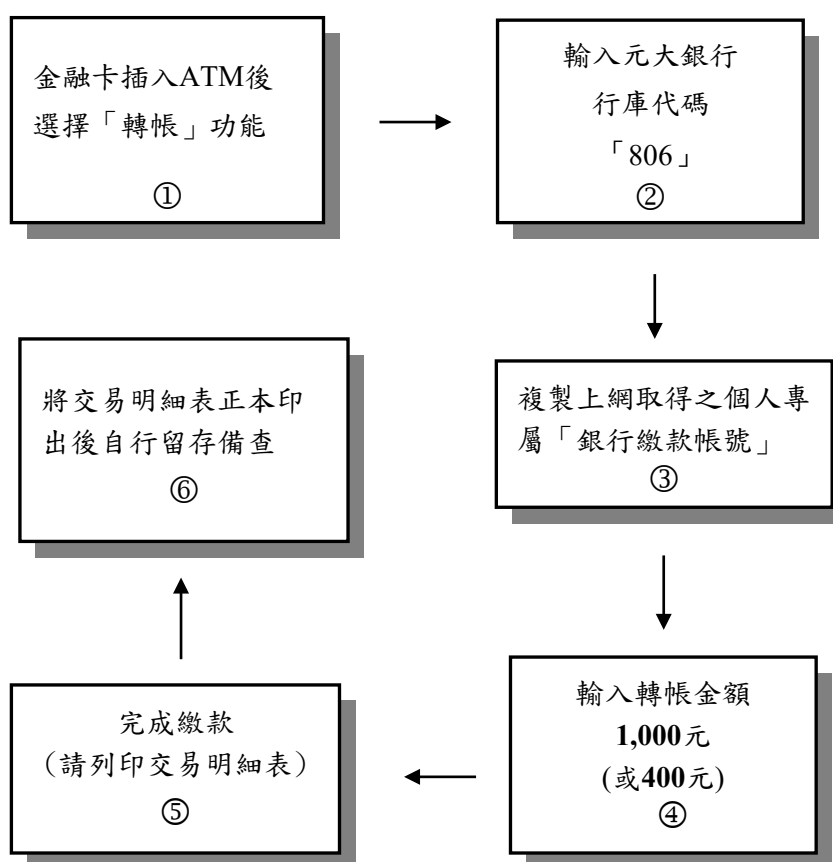 金融卡插入ATM後
選擇「轉帳」功能
①
輸入元大銀行
行庫代碼
「806」
②
複製上網取得之個人專
屬「銀行繳款帳號」
③
輸入轉帳金額
1,000元
(或400元)
④
完成繳款
（請列印交易明細表）
⑤
將交易明細表正本印
出後自行留存備查
⑥